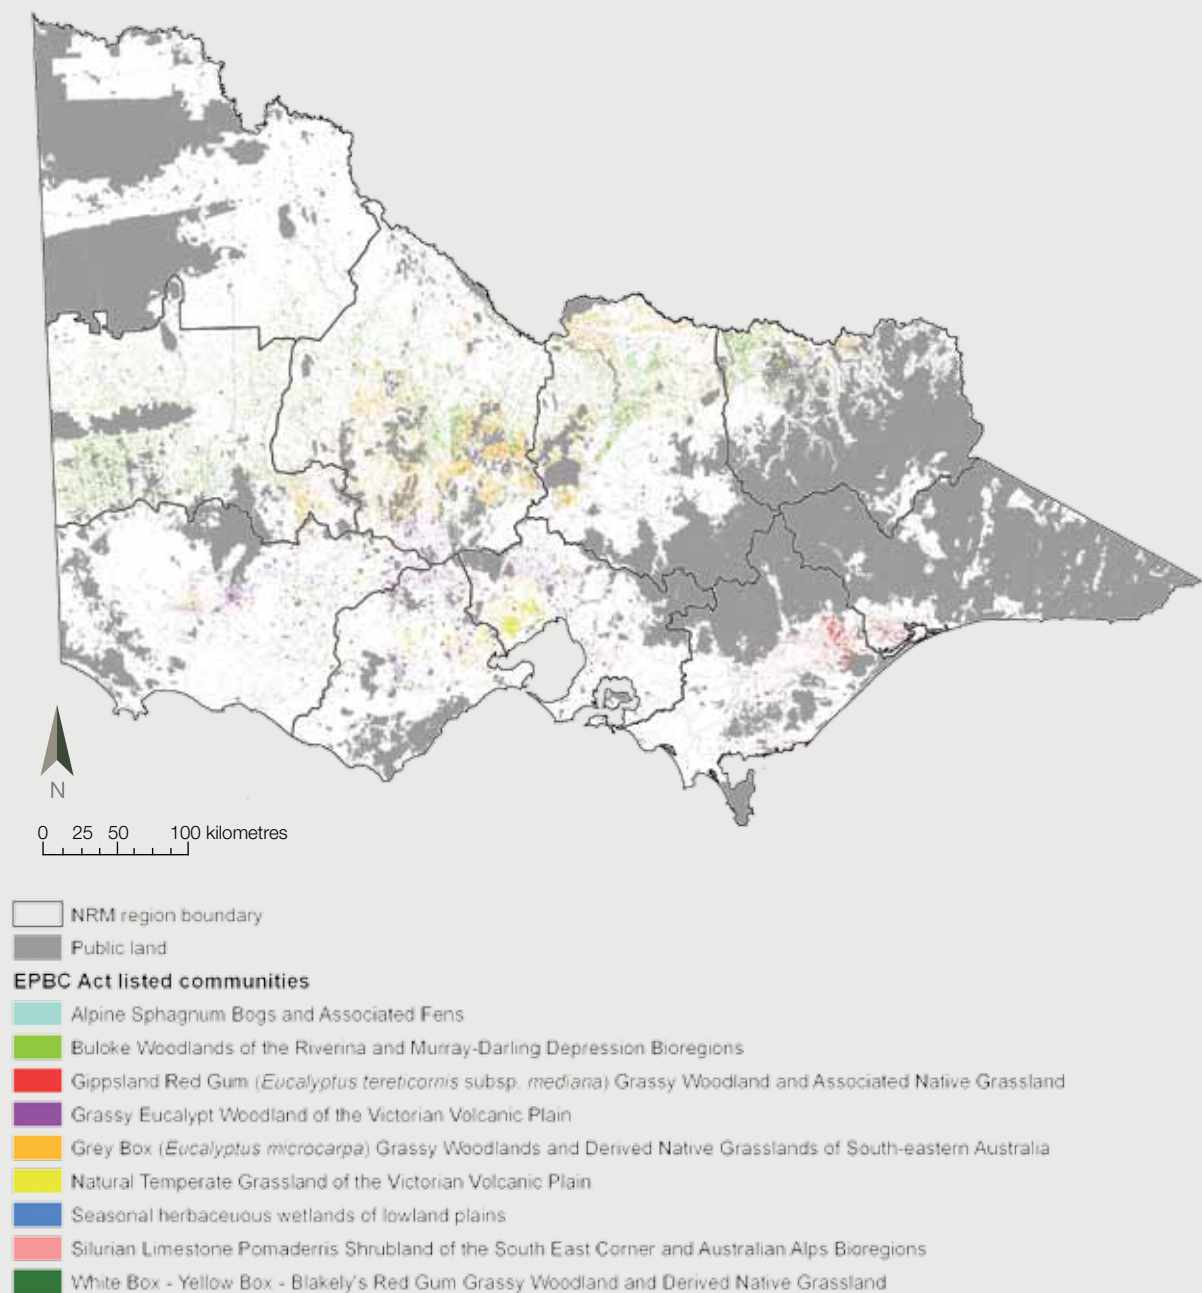 N
0 25 50 100 kilometres
NRM region boundary
Public land
EPBC Act listed communities
Alpine Sphagnum Bogs and Associated Fens
Buloke Woodlands of the Riverina and Murray-Darling Depression Bioregions
Gippsland Red Gum (Eucalyptus tereticornis subsp. mediana) Grassy Woodland and Associated Native Grassland
Grassy Eucalypt Woodland of the Victorian Volcanic Plain
Grey Box (Eucalyptus microcarpa) Grassy Woodlands and Derived Native Grasslands of South-eastern Australia
Natural Temperate Grassland of the Victorian Volcanic Plain
Seasonal herbaceuous wetlands of lowland plains
Silurian Limestone Pomaderris Shrubland of the South East Corner and Australian Alps Bioregions
White Box - Yellow Box - Blakely's Red Gum Grassy Woodland and Derived Native Grassland